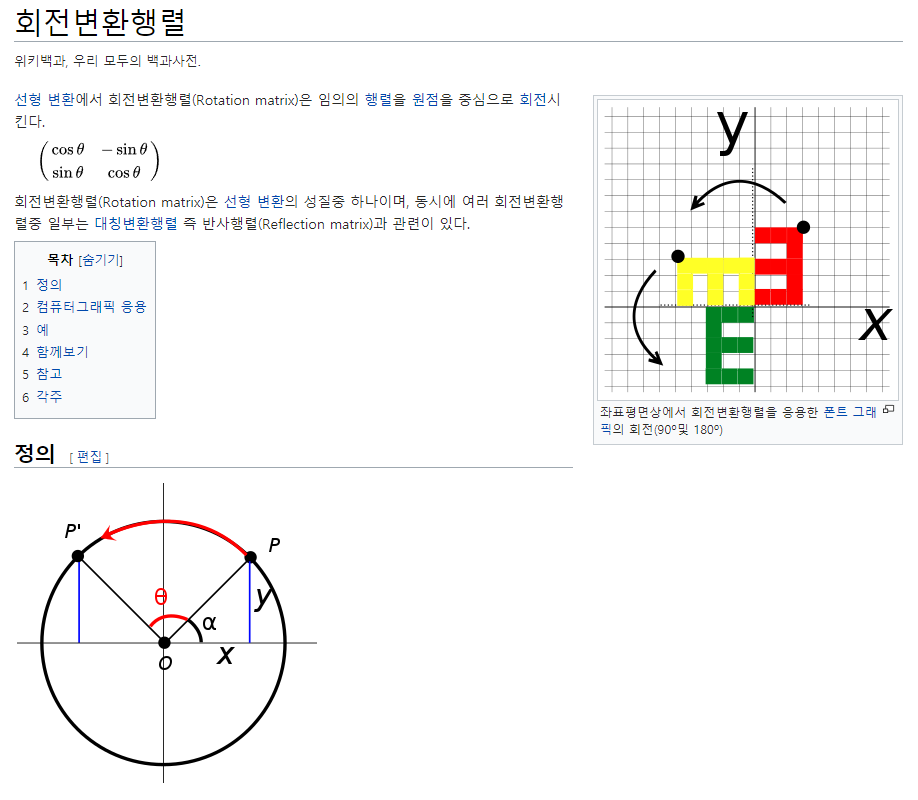 회전변환행렬
위키백과, 우리 모두의 백과사전.
선형 변환에서 회전변환행렬(Rotation matrix)은 임의의 행렬을 원점을 중심으로 회전시
킨다.
( cos θ − sin θ )
( sin θ cos θ )
회전변환행렬(Rotation matrix)은 선형 변환의 성질중 하나이며, 동시에 여러 회전변환행
렬중 일부는 대칭변환행렬 즉 반사행렬(Reflection matrix)과 관련이 있다.
목차 [숨기기]
1 정의
2 컴퓨터그래픽 응용
3 예
4 함께보기
5 참고
6 각주
y
x
좌표평면상에서 회전변환행렬을 응용한 폰트 그래
픽의 회전(90º및 180º)
정의 [ 편집 ]
P' P
θ y
α
x
o